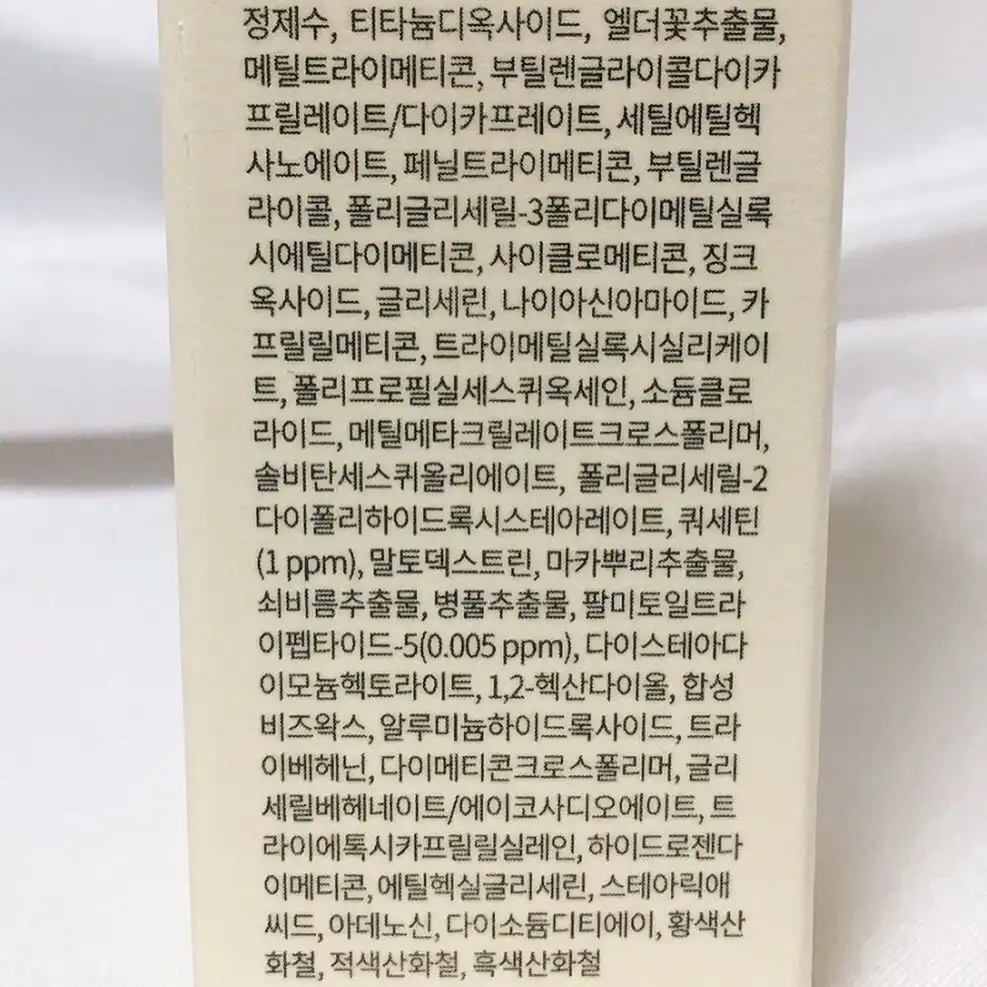 정제수, 티타늄디옥사이드, 엘더꽃추출물,
메틸트라이메티콘, 부틸렌글라이콜다이카
프릴레이트/다이카프레이트, 세틸에틸헥
사노에이트, 페닐트라이메티콘, 부틸렌글
라이콜, 폴리글리세릴-3폴리다이메틸실록
시에틸다이메티콘, 사이클로메티콘, 징크
옥사이드, 글리세린, 나이아신아마이드, 카
프릴릴메티콘, 트라이메틸실록시실리케이
트, 폴리프로필실세스퀴옥세인, 소듐클로
라이드, 메틸메타크릴레이트크로스폴리머,
솔비탄세스퀴올리에이트, 폴리글리세릴-2
다이폴리하이드록시스테아레이트, 쿼세틴
(1 ppm), 말토덱스트린, 마카뿌리추출물,
쇠비름추출물, 병풀추출물, 팔미토일트라
이펩타이드-5(0.005 ppm), 다이스테아다
이모늄헥토라이트, 1,2-헥산다이올, 합성
비즈왁스, 알루미늄하이드록사이드, 트라
이베헤닌, 다이메티콘크로스폴리머, 글리
세릴베헤네이트/에이코사디오에이트, 트
라이에톡시카프릴릴실레인, 하이드로젠다
이메티콘, 에틸헥실글리세린, 스테아릭애
씨드, 아데노신, 다이소듐디티에이, 황색산
화철, 적색산화철, 흑색산화철